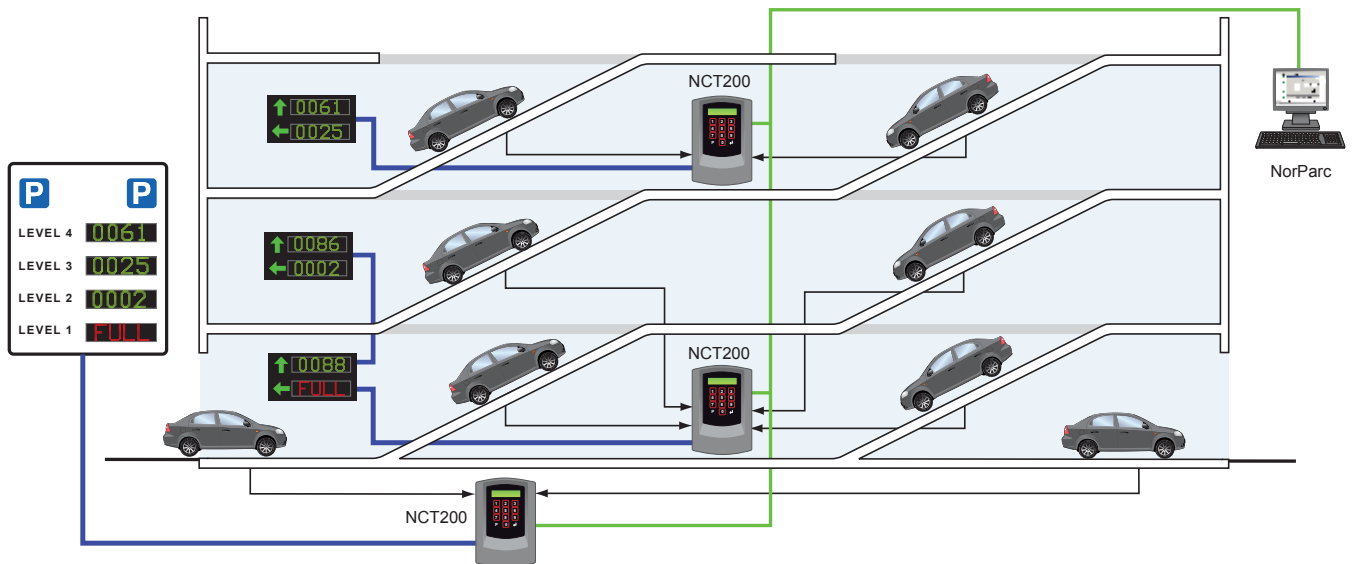 NCT200
0061
0025
NorParc
P P
LEVEL 4 0061
LEVEL 3 0025
LEVEL 2 0002
LEVEL 1 FULL
0086
0002
NCT200
0088
FULL
NCT200